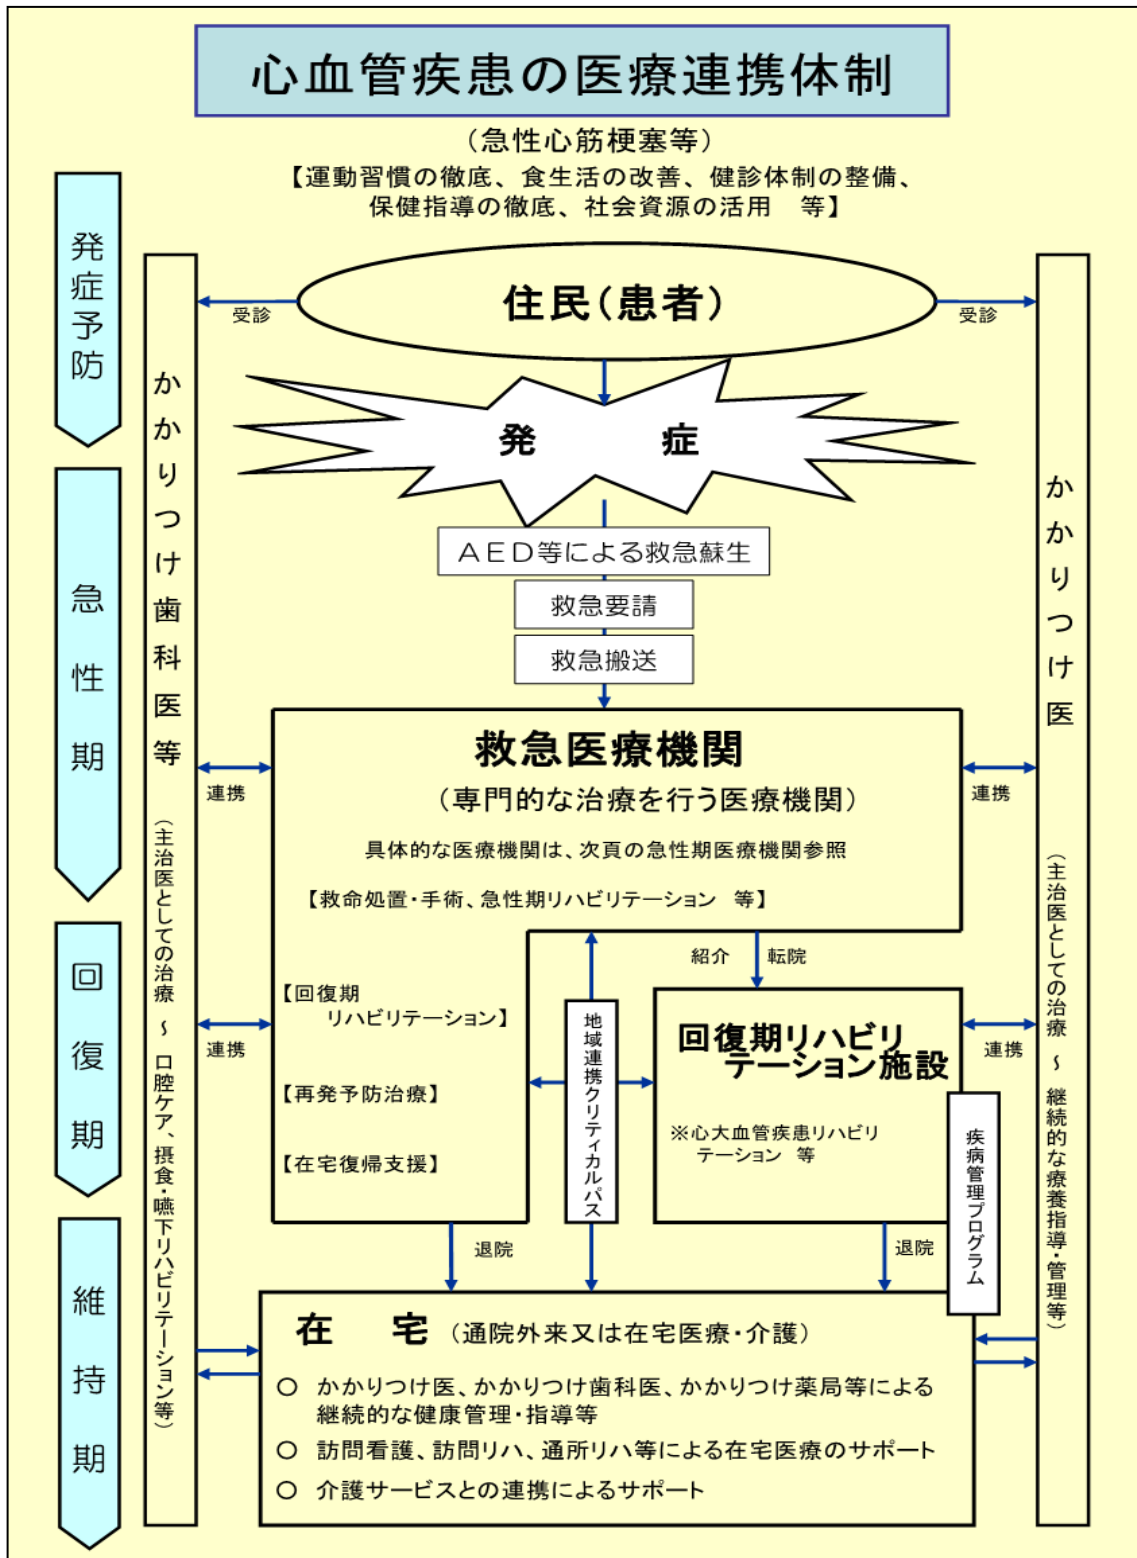 心血管疾患の医療連携体制
（急性心筋梗塞等）
【運動習慣の徹底、食生活の改善、健診体制の整備、
保健指導の徹底、社会資源の活用　等】
発症予防
急性期
回復期
維持期
かかりつけ歯科医等
（主治医としての治療 ～ 口腔ケア、摂食・嚥下リハビリテーション等）
かかりつけ医
（主治医としての治療 ～ 継続的な療養指導・管理等）
住民（患者）
受診
受診
発　症
ＡＥＤ等による救急蘇生
救急要請
救急搬送
救急医療機関
（専門的な治療を行う医療機関）
具体的な医療機関は、次頁の急性期医療機関参照
【救命処置・手術、急性期リハビリテーション　等】
連携
連携
紹介
転院
【回復期
リハビリテーション】
【再発予防治療】
【在宅復帰支援】
地域連携クリティカルパス
回復期リハビリ
テーション施設
※心大血管疾患リハビリ
テーション　等
連携
連携
疾病管理プログラム
退院
退院
在　宅（通院外来又は在宅医療・介護）
○　かかりつけ医、かかりつけ歯科医、かかりつけ薬局等による
継続的な健康管理・指導等
○　訪問看護、訪問リハ、通所リハ等による在宅医療のサポート
○　介護サービスとの連携によるサポート